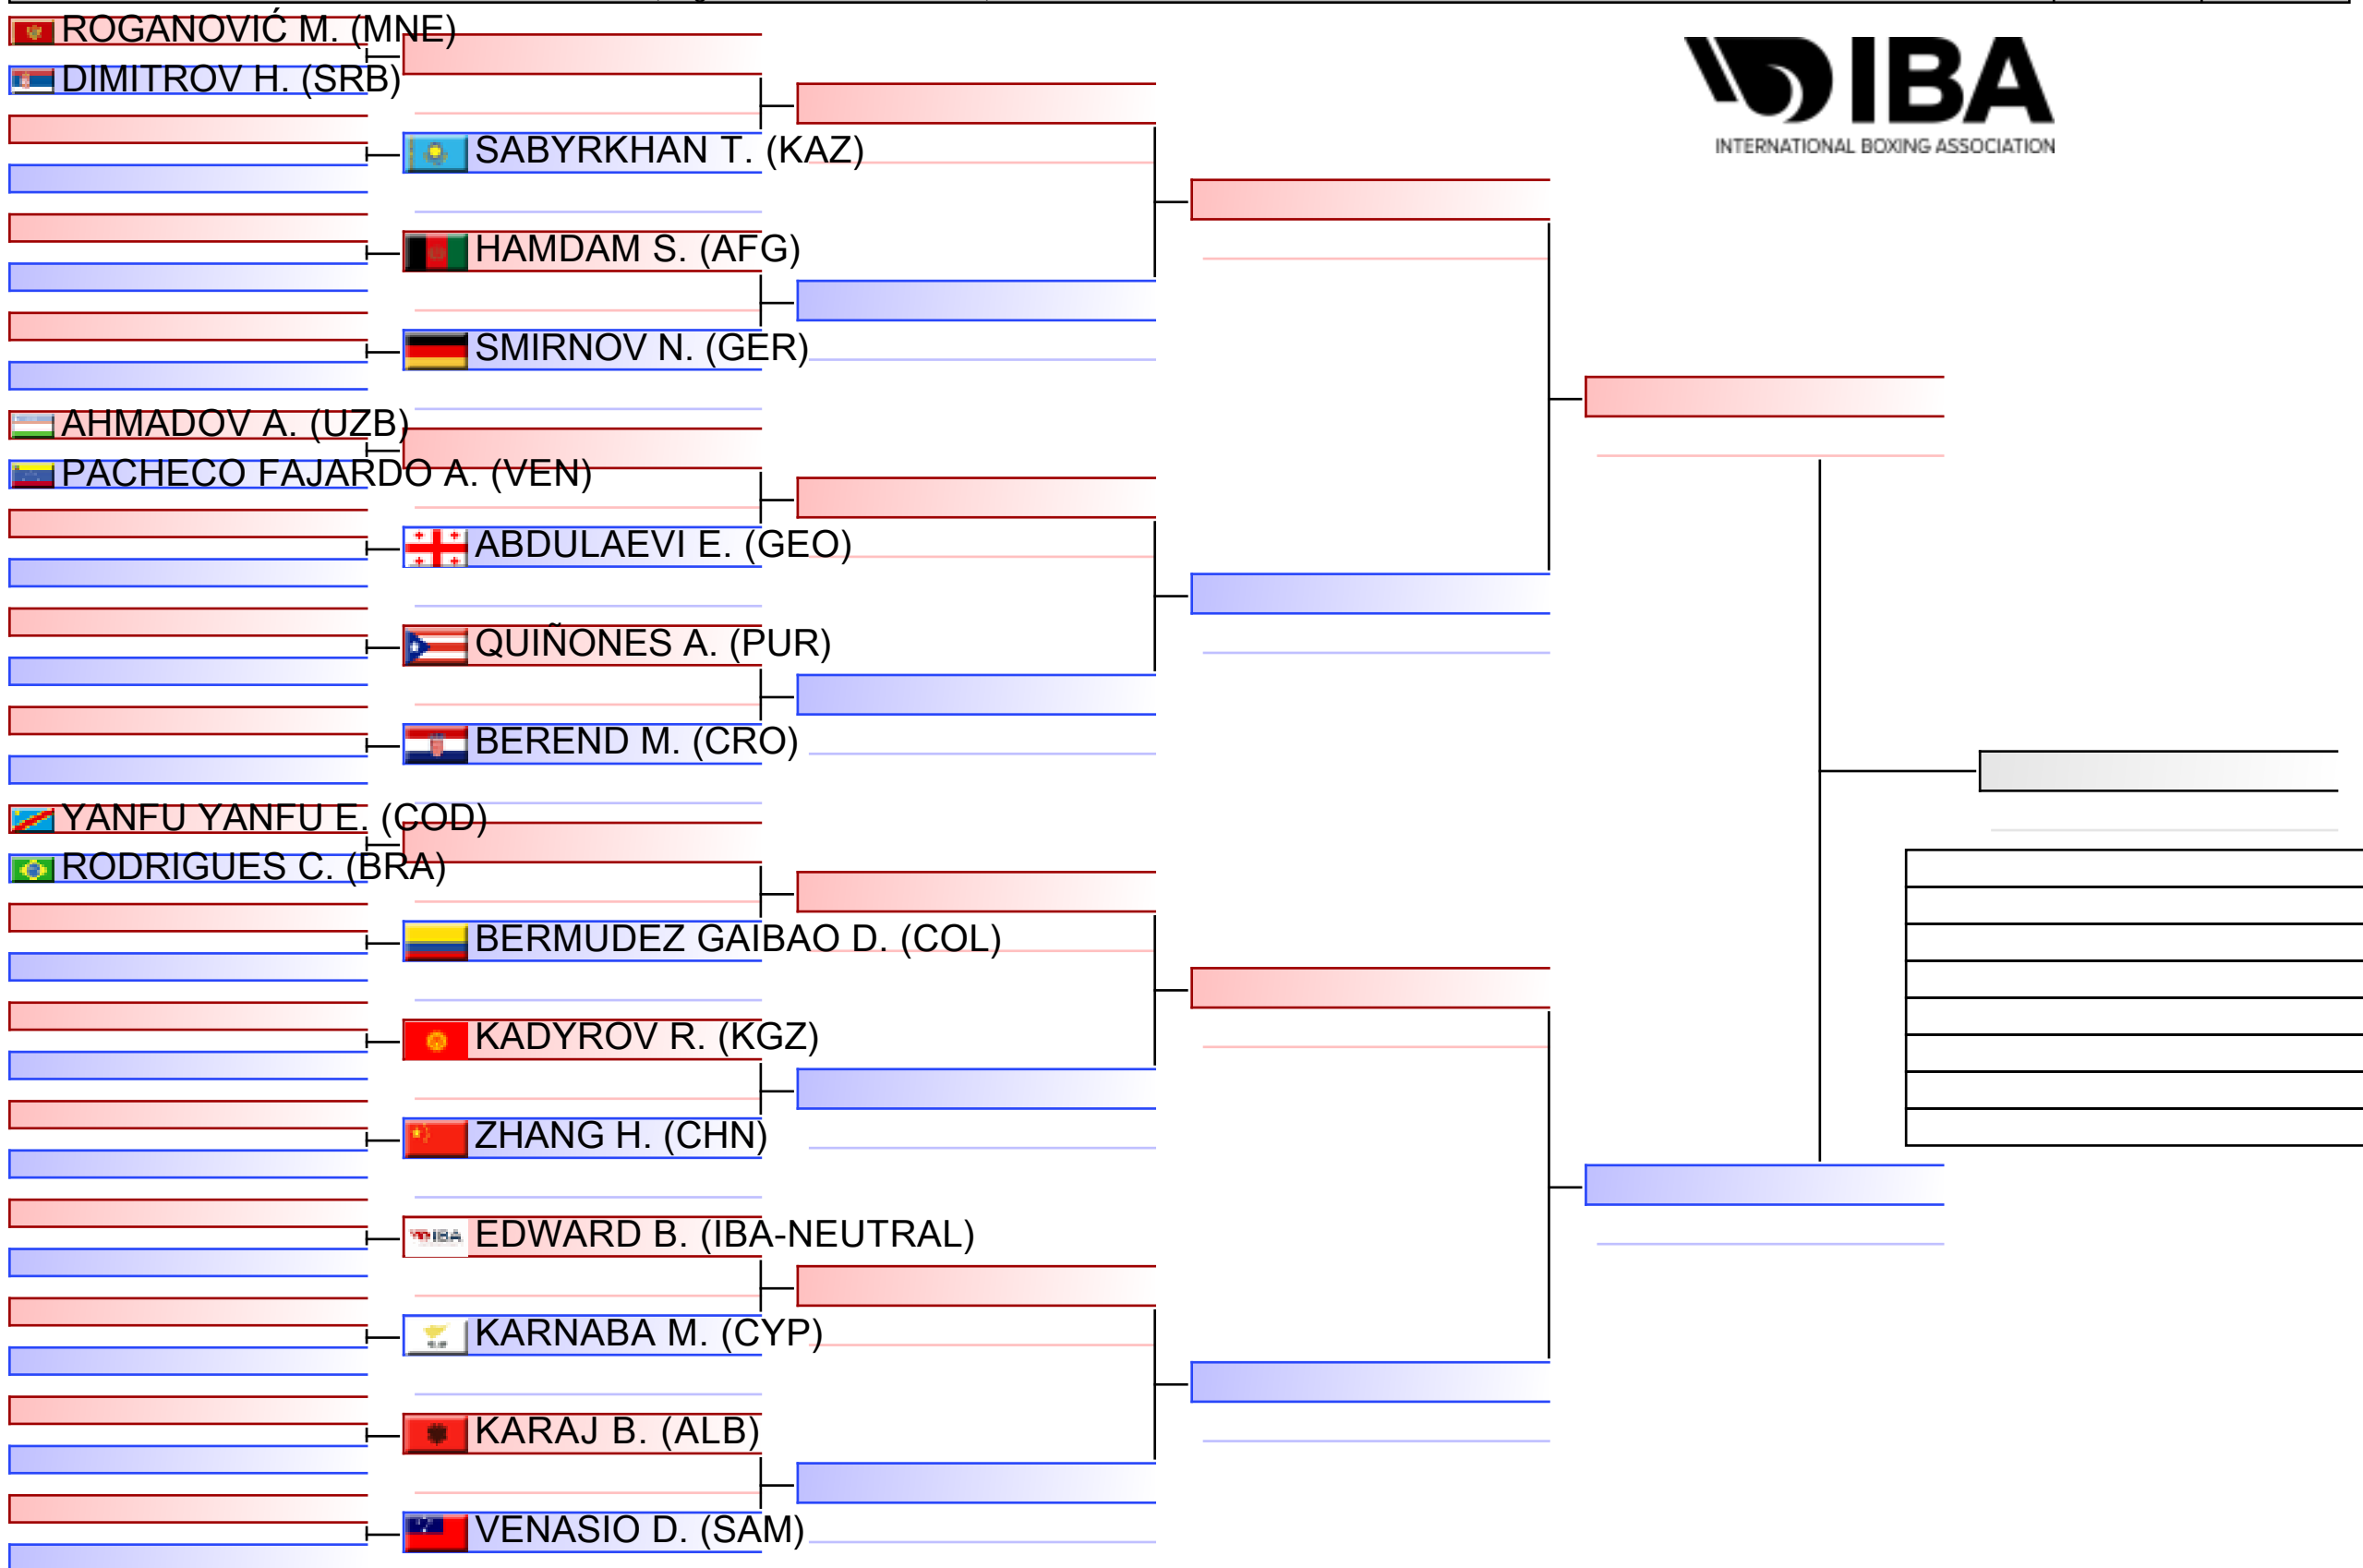 ROGANOVIĆ M. (MNE)
DIMITROV H. (SRB)
SABYRKHAN T. (KAZ)
HAMDAM S. (AFG)
SMIRNOV N. (GER)
AHMADOV A. (UZB)
PACHECO FAJARDO A. (VEN)
ABDULAEVI E. (GEO)
QUIÑONES A. (PUR)
BEREND M. (CRO)
YANFU YANFU E. (COD)
RODRIGUES C. (BRA)
BERMUDEZ GAIBAO D. (COL)
KADYROV R. (KGZ)
ZHANG H. (CHN)
EDWARD B. (IBA-NEUTRAL)
KARNABA M. (CYP)
KARAJ B. (ALB)
VENASIO D. (SAM)
IBA
INTERNATIONAL BOXING ASSOCIATION